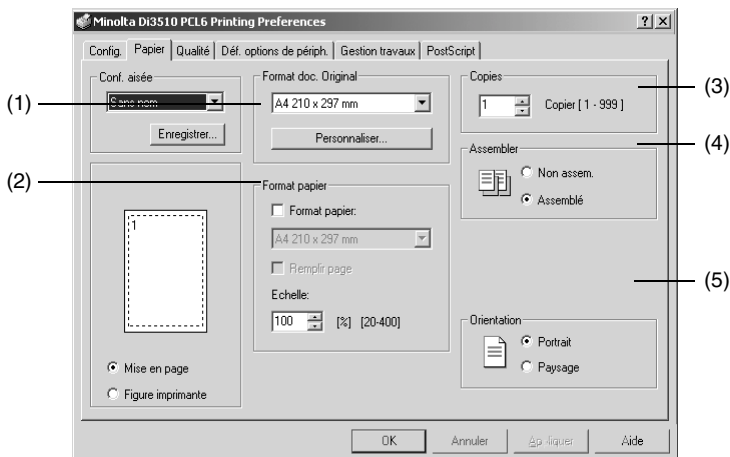 Minolta Di3510 PCL6 Printing Preferences
Config. Papier Qualité Déf. options de périph. Gestion travaux PostScript
Conf. aisée
Sans nom
Enregistrer...
Format doc. Original
A4 210 x 297 mm
Personnaliser...
Copies
1 Copier [ 1 - 999 ]
(1)
(3)
Assembler
(4)
Non assem.
Assemblé
(2)
1
Mise en page
Figure imprimante
Format papier
Format papier:
A4 210 x 297 mm
Remplir page
Echelle:
100 [%] [20-400]
(5)
Orientation
Portrait
Paysage
OK Annuler Aide